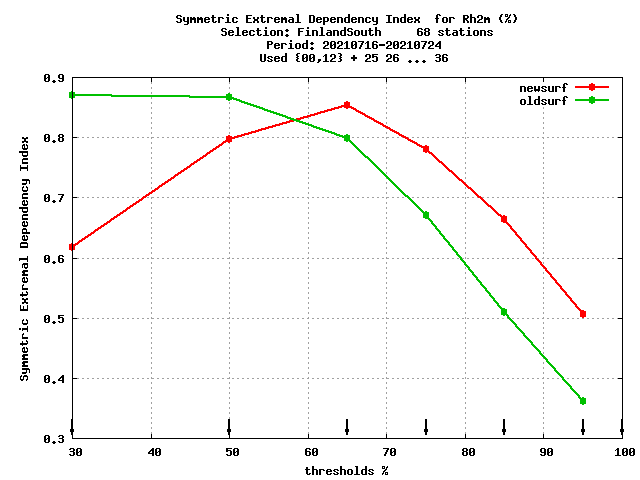 Symmetric Extremal Dependency Index  for Rh2m (%)
Selection: FinlandSouth     68 stations
Period: 20210716-20210724
Used {00,12} + 25 26 ... 36
newsurf
oldsurf
Symmetric Extremal Dependency Index
0.9
0.8
0.7
0.6
0.5
0.4
0.3
30 40 50 60 70 80 90 100
thresholds %